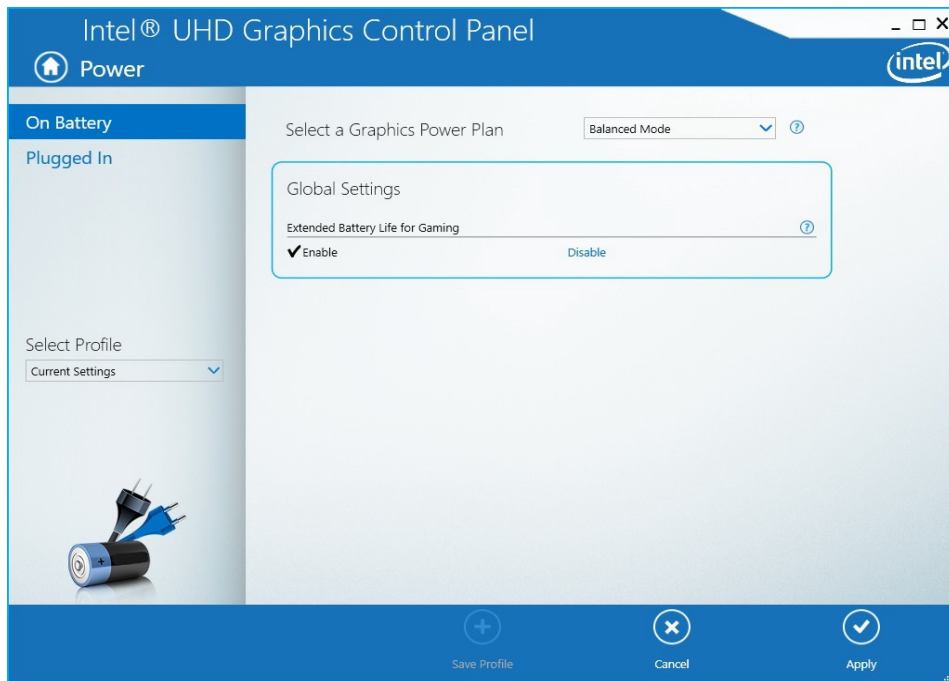 Intel® UHD Graphics Control Panel
Power
intel
On Battery
Plugged In
Select a Graphics Power Plan
Balanced Mode
?
Global Settings
Extended Battery Life for Gaming
?
Enable
Disable
Select Profile
Current Settings
Save Profile
Cancel
Apply